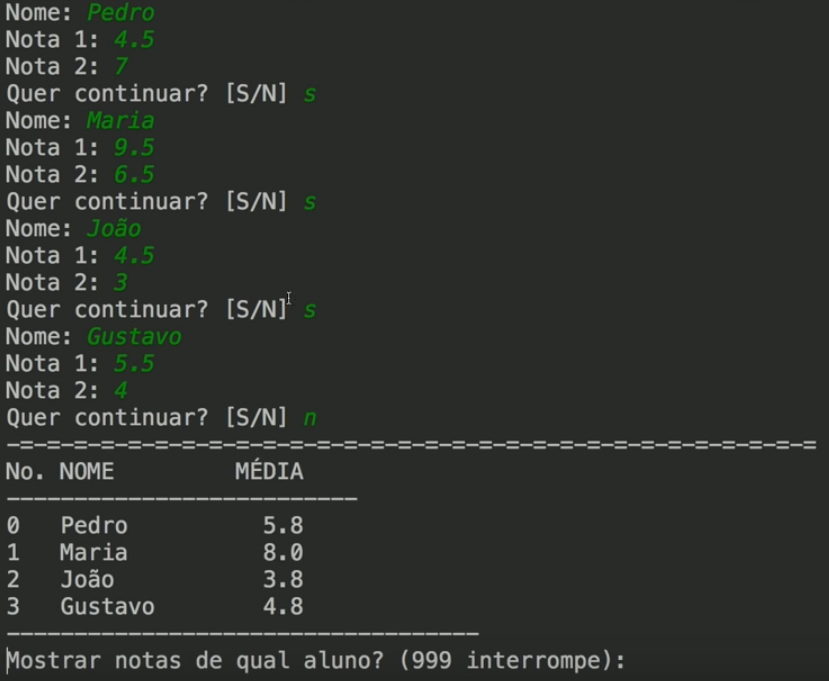 Nome: Pedro
Nota 1: 4.5
Nota 2: 7
Quer continuar? [S/N] s
Nome: Maria
Nota 1: 9.5
Nota 2: 6.5
Quer continuar? [S/N] s
Nome: João
Nota 1: 4.5
Nota 2: 3
Quer continuar? [S/N] s
Nome: Gustavo
Nota 1: 5.5
Nota 2: 4
Quer continuar? [S/N] n
-=-=-=-=-=-=-=-=-=-=-=-=-=-=-=-=-=-=-=-=-=-=-=-=-=-=-=-=-=-=
No. NOME         MÉDIA
--------------------------
0   Pedro          5.8
1   Maria          8.0
2   João           3.8
3   Gustavo        4.8
-----------------------------------
Mostrar notas de qual aluno? (999 interrompe):